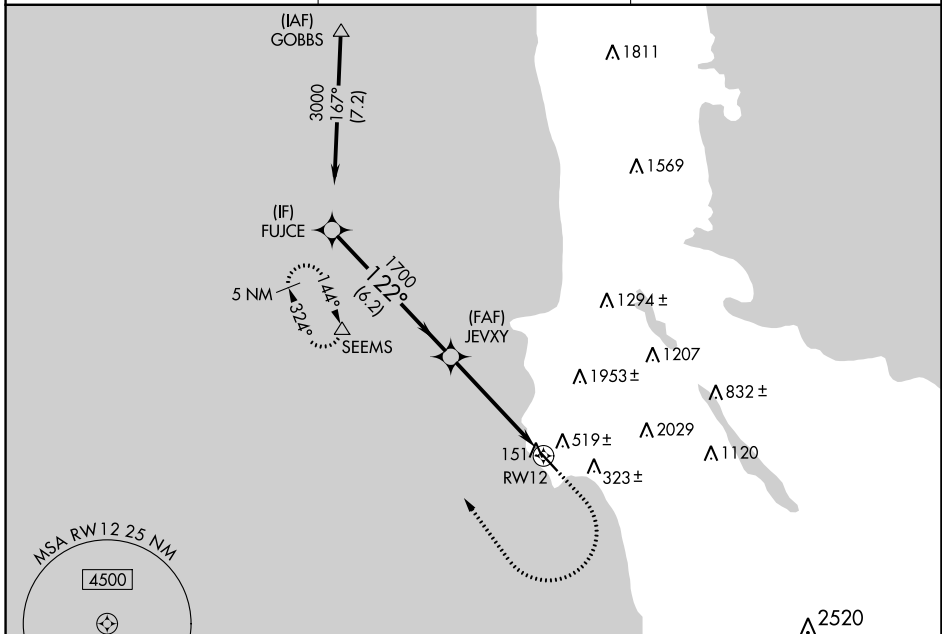 (IAF)
GOBBS
3000
167°
(7.2)
1811
1569
(IF)
FUJCE
1700
122°
(6.2)
5 NM
144°
324°
SEEMS
(FAF)
JEVXY
1294 ±
1207
1953 ±
832 ±
2029
519 ±
1120
151
323 ±
RW12
MSA RW12 25 NM
4500
2520